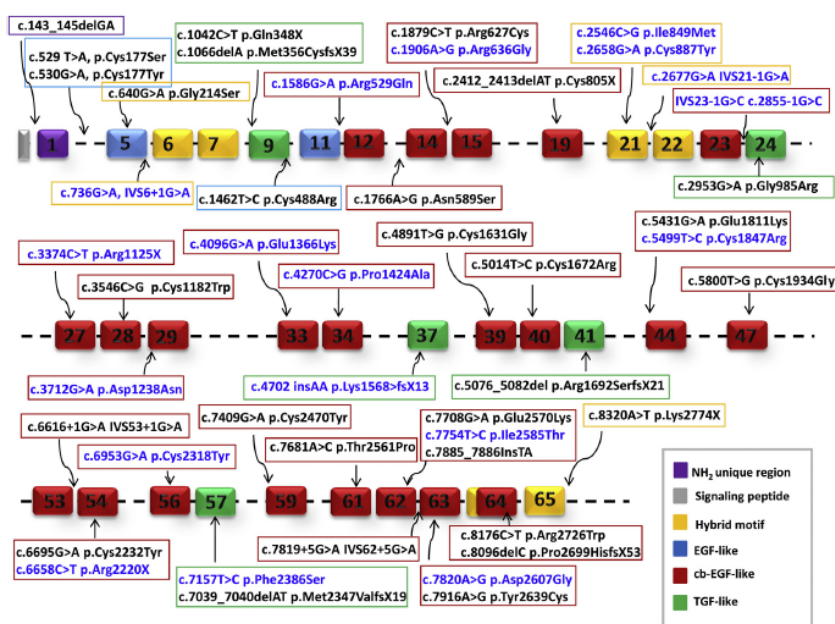 c.143_145delGA
c.529 T>A, p.Cys177Ser
c.530G>A, p.Cys177Tyr
c.640G>A p.Gly214Ser
c.1042C>T p.Gln348X
c.1066delA p.Met356CysfsX39
c.1586G>A p.Arg529Gln
c.1879C>T p.Arg627Cys
c.1906A>G p.Arg636Gly
c.2412_2413delAT p.Cys805X
c.2546C>G p.Ile849Met
c.2658A>G p.Cys887Tyr
c.2677G>A IVS21-1G>A
IVS23-1G>C c.2855-1G>C
1 5 6 7 9 11 12 14 15 19 21 22 23 24
c.736G>A, IVS6+1G>A
c.1462T>C p.Cys488Arg
c.1766A>G p.Asn589Ser
c.2953G>A p.Gly985Arg
c.3374C>T p.Arg1125X
c.3546C>G p.Cys1182Trp
c.4096G>A p.Glu1366Lys
c.4270C>G p.Pro1424Ala
c.4891T>G p.Cys1631Gly
c.5014T>C p.Cys1672Arg
c.5431G>A p.Glu1811Lys
c.5499T>C p.Cys1847Arg
c.5800T>G p.Cys1934Gly
27 28 29 33 34 37 39 40 41 44 47
c.3712G>A p.Asp1238Asn
c.4702 insAA p.Lys1568>fsX13
c.5076_5082del p.Arg1692SerfsX21
c.6616+1G>A IVS53+1G>A
c.6953G>A p.Cys2318Tyr
c.7409G>A p.Cys2470Tyr
c.7681A>C p.Thr2561Pro
c.7708G>A p.Glu2570Lys
c.7754T>C p.Ile2585Thr
c.7885_7886InsTA
c.8320A>T p.Lys2774X
53 54 56 57 59 61 62 63 64 65
c.6695G>A p.Cys2232Tyr
c.6658C>T p.Arg2220X
c.7157T>C p.Phe2386Ser
c.7039_7040delAT p.Met2347ValfsX19
c.7819+5G>A IVS62+5G>A
c.7820A>G p.Asp2607Gly
c.7916A>G p.Tyr2639Cys
c.8176C>T p.Arg2726Trp
c.8096delC p.Pro2699HisfsX53
NH2 unique region
Signaling peptide
Hybrid motif
EGF-like
cb-EGF-like
TGF-like